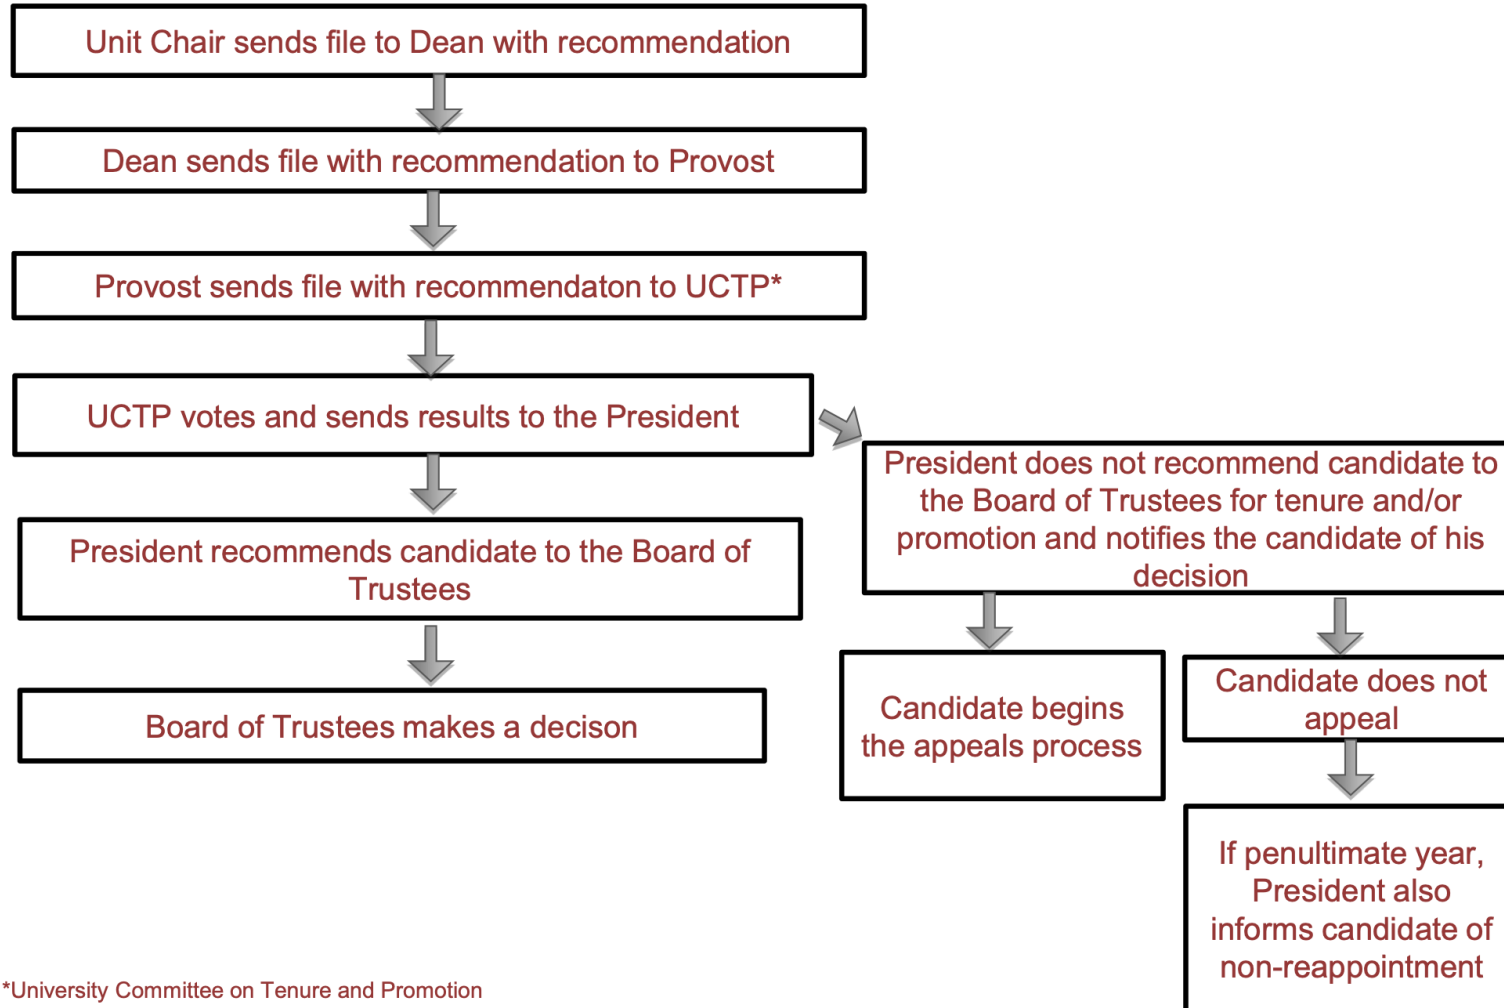 Unit Chair sends file to Dean with recommendation
Dean sends file with recommendation to Provost
Provost sends file with recommendaton to UCTP*
UCTP votes and sends results to the President
President recommends candidate to the Board of
Trustees
Board of Trustees makes a decison
President does not recommend candidate to
the Board of Trustees for tenure and/or
promotion and notifies the candidate of his
decision
Candidate begins
the appeals process
Candidate does not
appeal
If penultimate year,
President also
informs candidate of
non-reappointment
*University Committee on Tenure and Promotion